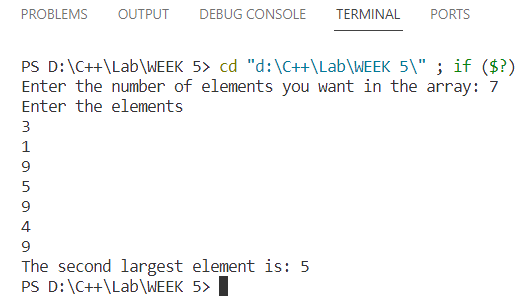 PROBLEMS OUTPUT DEBUG CONSOLE TERMINAL PORTS
PS D:\C++\Lab\WEEK 5> cd "d:\C++\Lab\WEEK 5\" ; if ($?)
Enter the number of elements you want in the array: 7
Enter the elements
3
1
9
5
9
4
9
The second largest element is: 5
PS D:\C++\Lab\WEEK 5>